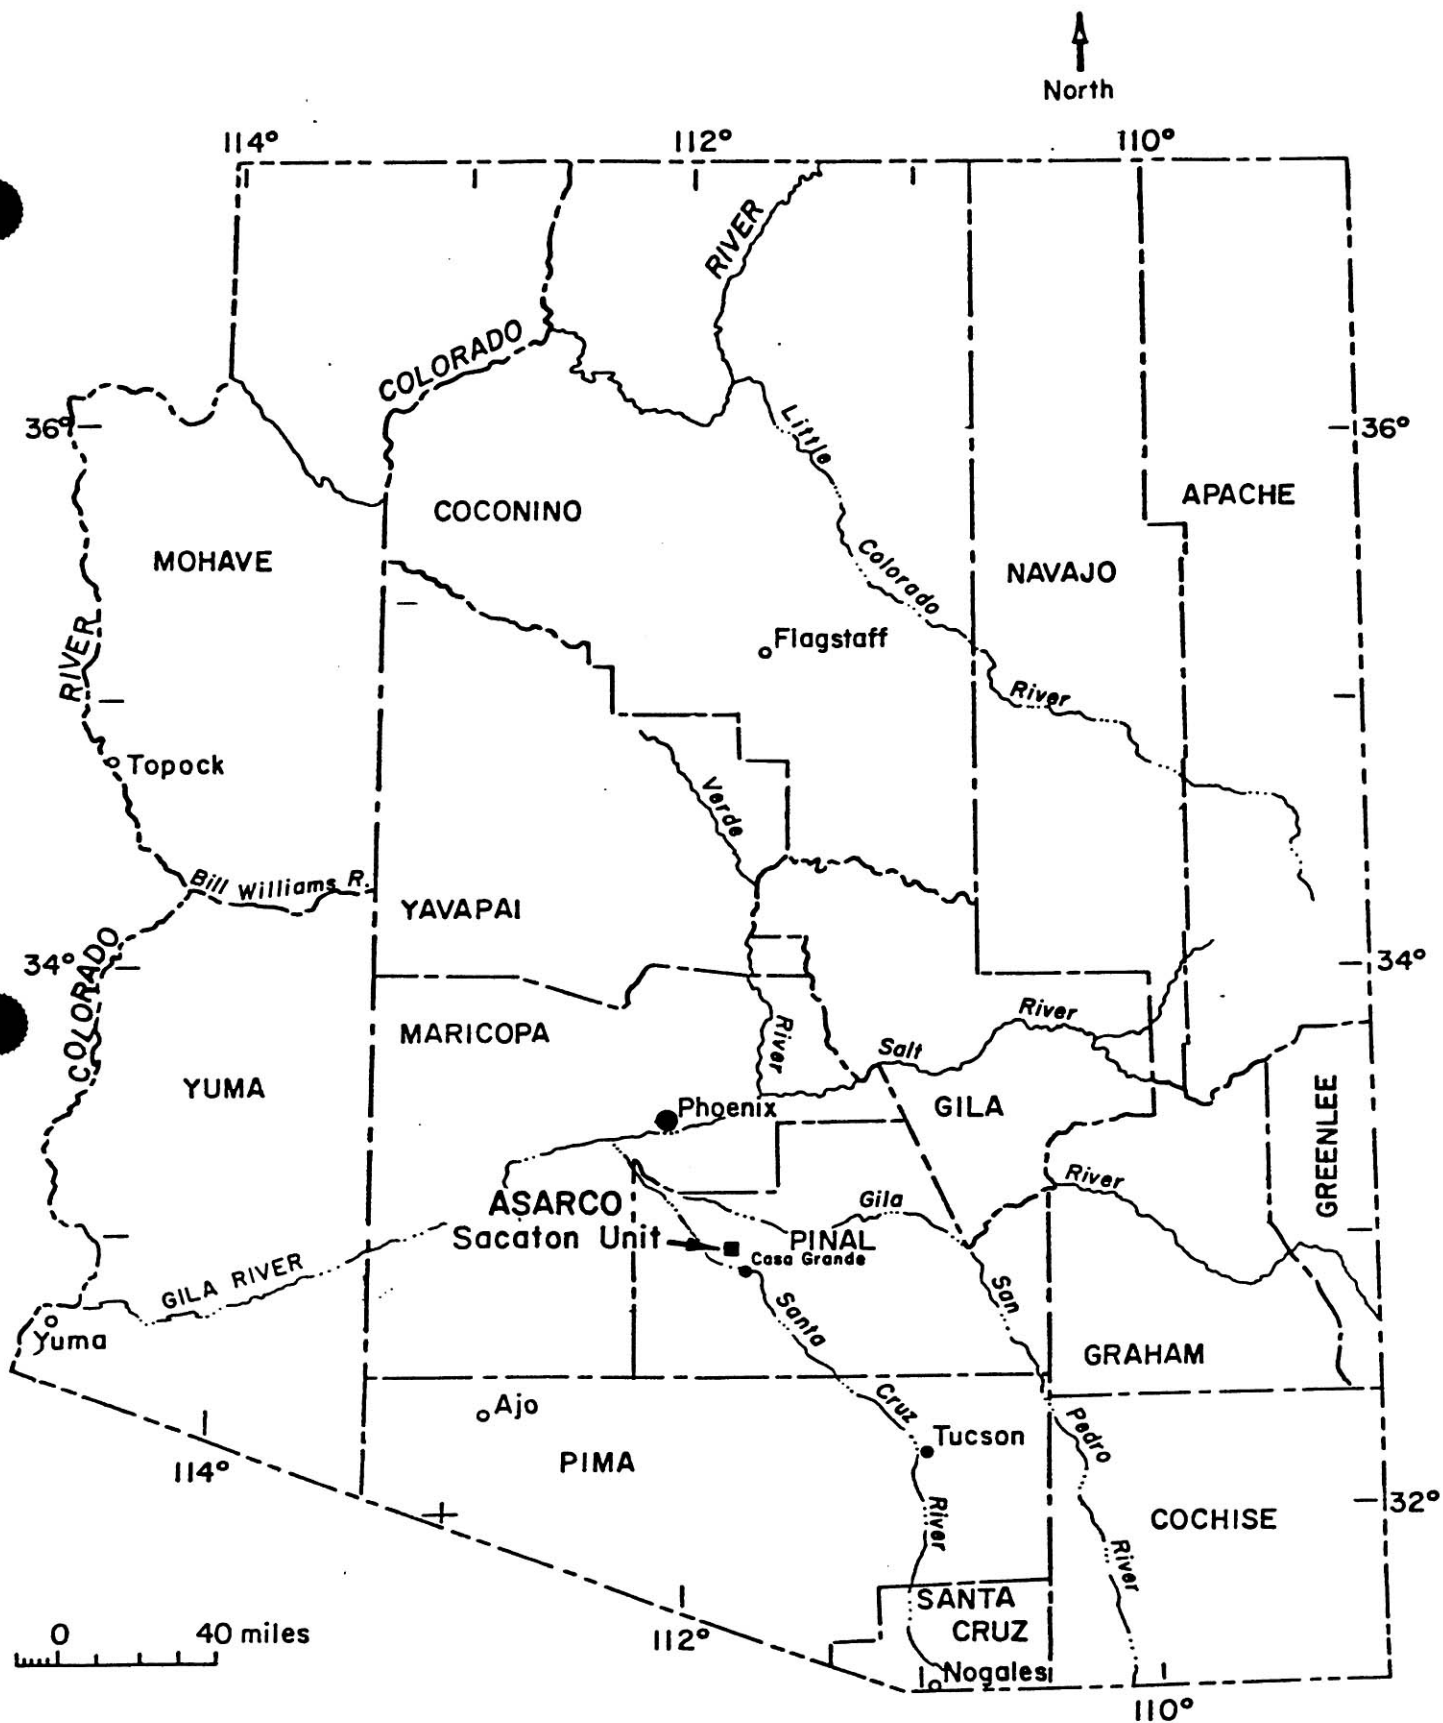 North
114°
112°
110°
RIVER
COLORADO
36°
Little
36°
APACHE
COCONINO
MOHAVE
Colorado
NAVAJO
RIVER
Flagstaff
River
Topock
Verde
Bill Williams R.
YAVAPAI
COLORADO
34°
34°
MARICOPA
River
River
Salt
YUMA
Phoenix
GILA
GREENLEE
River
ASARCO
Gila
Sacaton Unit
PINAL
Casa Grande
GILA RIVER
San
Santa
Yuma
GRAHAM
Ajo
Cruz
Pedro
Tucson
PIMA
114°
32°
River
COCHISE
River
SANTA
CRUZ
0 40 miles
112°
Nogales
110°